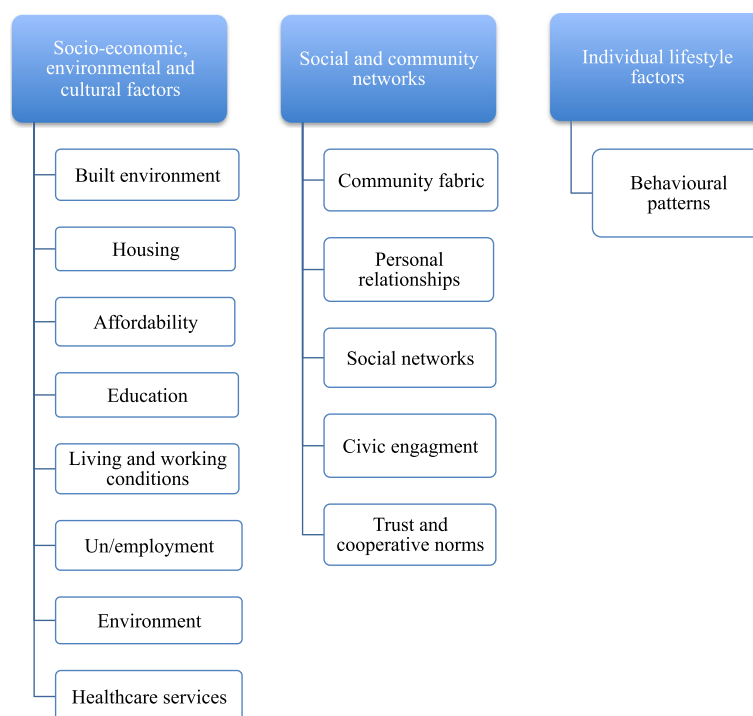 Socio-economic,
environmental and
cultural factors
Built environment
Housing
Affordability
Education
Living and working
conditions
Un/employment
Environment
Healthcare services
Social and community
networks
Community fabric
Personal
relationships
Social networks
Civic engagment
Trust and
cooperative norms
Individual lifestyle
factors
Behavioural
patterns